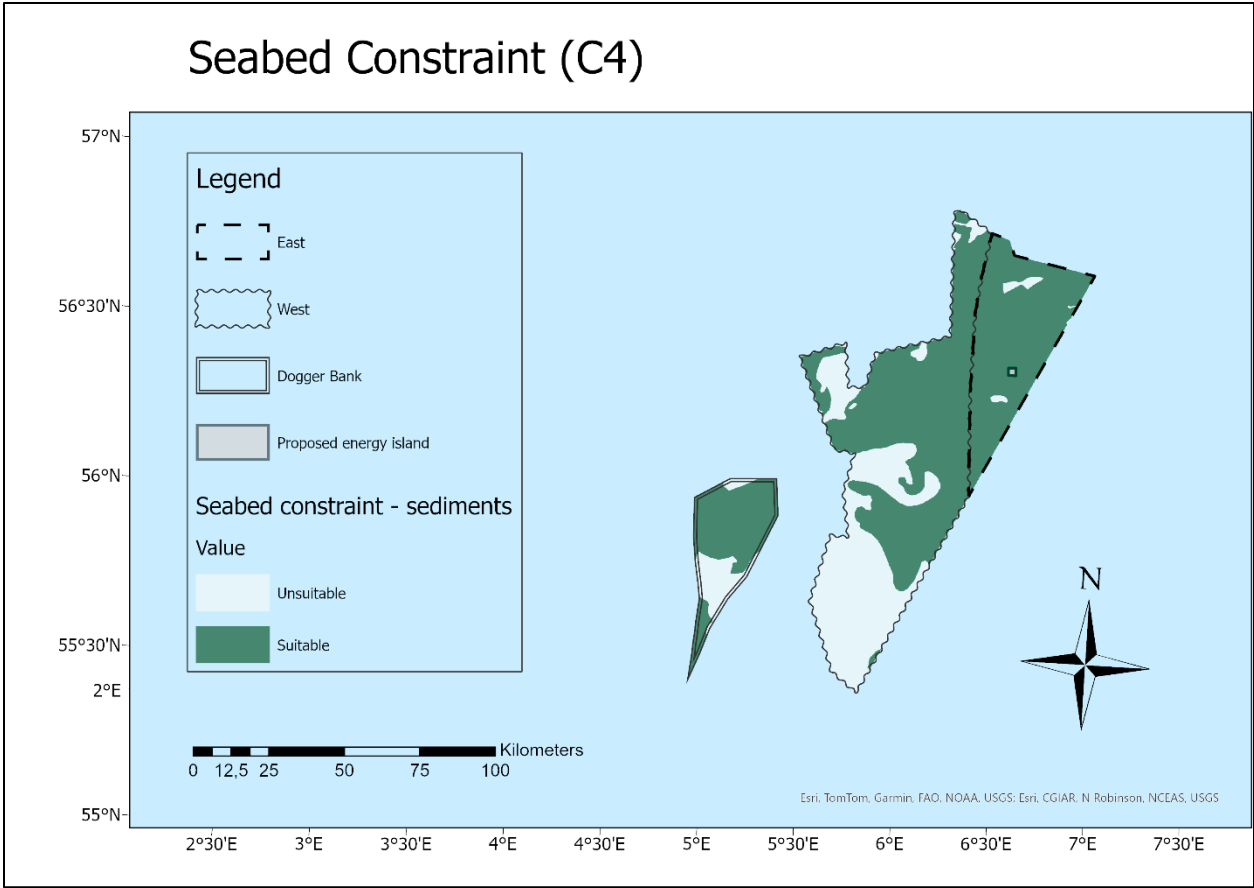 Seabed Constraint (C4)
57°N
56°30'N
56°N
55°30'N
2°E
55°N
Legend
East
West
Dogger Bank
Proposed energy island
Seabed constraint - sediments
Value
Unsuitable
Suitable
N
Kilometers
0 12,5 25 50 75 100
Esri, TomTom, Garmin, FAO, NOAA, USGS; Esri, CGIAR, N Robinson, NCEAS, USGS
2°30'E 3°E 3°30'E 4°E 4°30'E 5°E 5°30'E 6°E 6°30'E 7°E 7°30'E